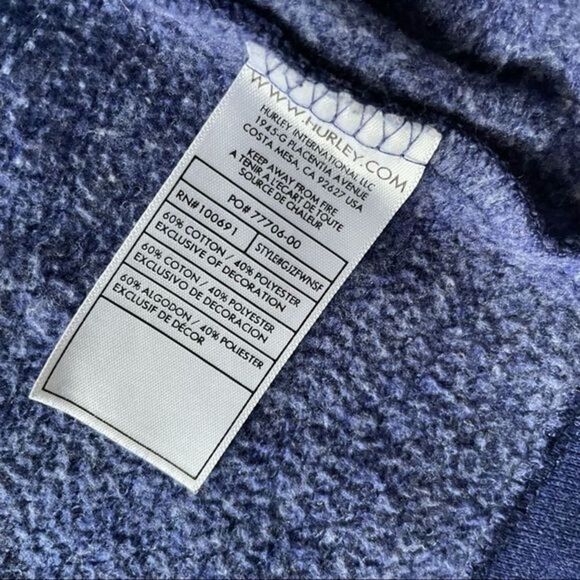 WWW.HURLEY.COM
HURLEY INTERNATIONAL LLC
1945-G PLACENTIA AVENUE
COSTA MESA, CA 92627 USA
KEEP AWAY FROM FIRE
A TENIR A L'ECART DE TOUTE
SOURCE DE CHALEUR
PO# 77706-00
RN#100691 STYLE#GJZFWNSF
60% COTTON / 40% POLYESTER
EXCLUSIVE OF DECORATION
60% COTON / 40% POLYESTER
EXCLUSIVO DE DECORACION
60% ALGODON / 40% POLIESTER
EXCLUSIF DE DÉCOR